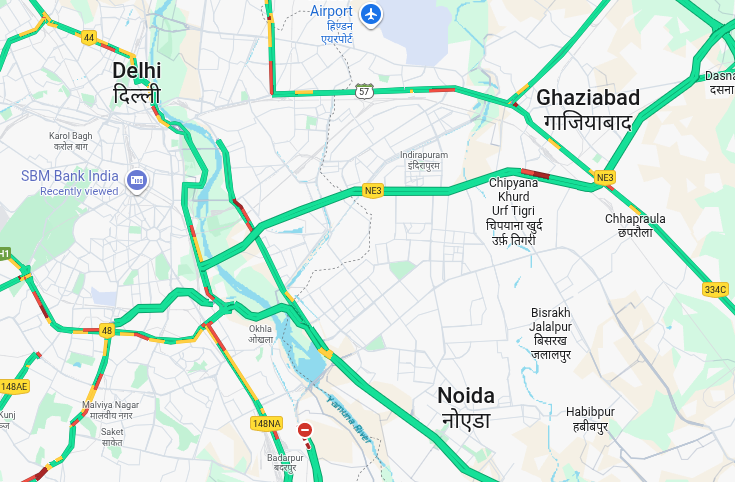 Airport
हिण्डन
एयरपोर्ट
44
Delhi
दिल्ली
57
Dasna
दसना
Ghaziabad
गाज़ियाबाद
Karol Bagh
करोल बाग
Indirapuram
इंदिरापुरम
SBM Bank India
Recently viewed
NE3
NE3
Chipyana
Khurd
Urf Tigri
चिपयाना खुर्द
उर्फ़ तिगरी
Chhapraula
छपरौला
H1
334C
Bisrakh
Jalalpur
बिसरख
जलालपुर
48
Okhla
ओखला
148AE
Noida
नोएडा
Malviya Nagar
मालवीय नगर
Kunj
Yamuna River
Habibpur
हबीबपुर
Saket
साकेत
148NA
Badarpur
बदरपुर